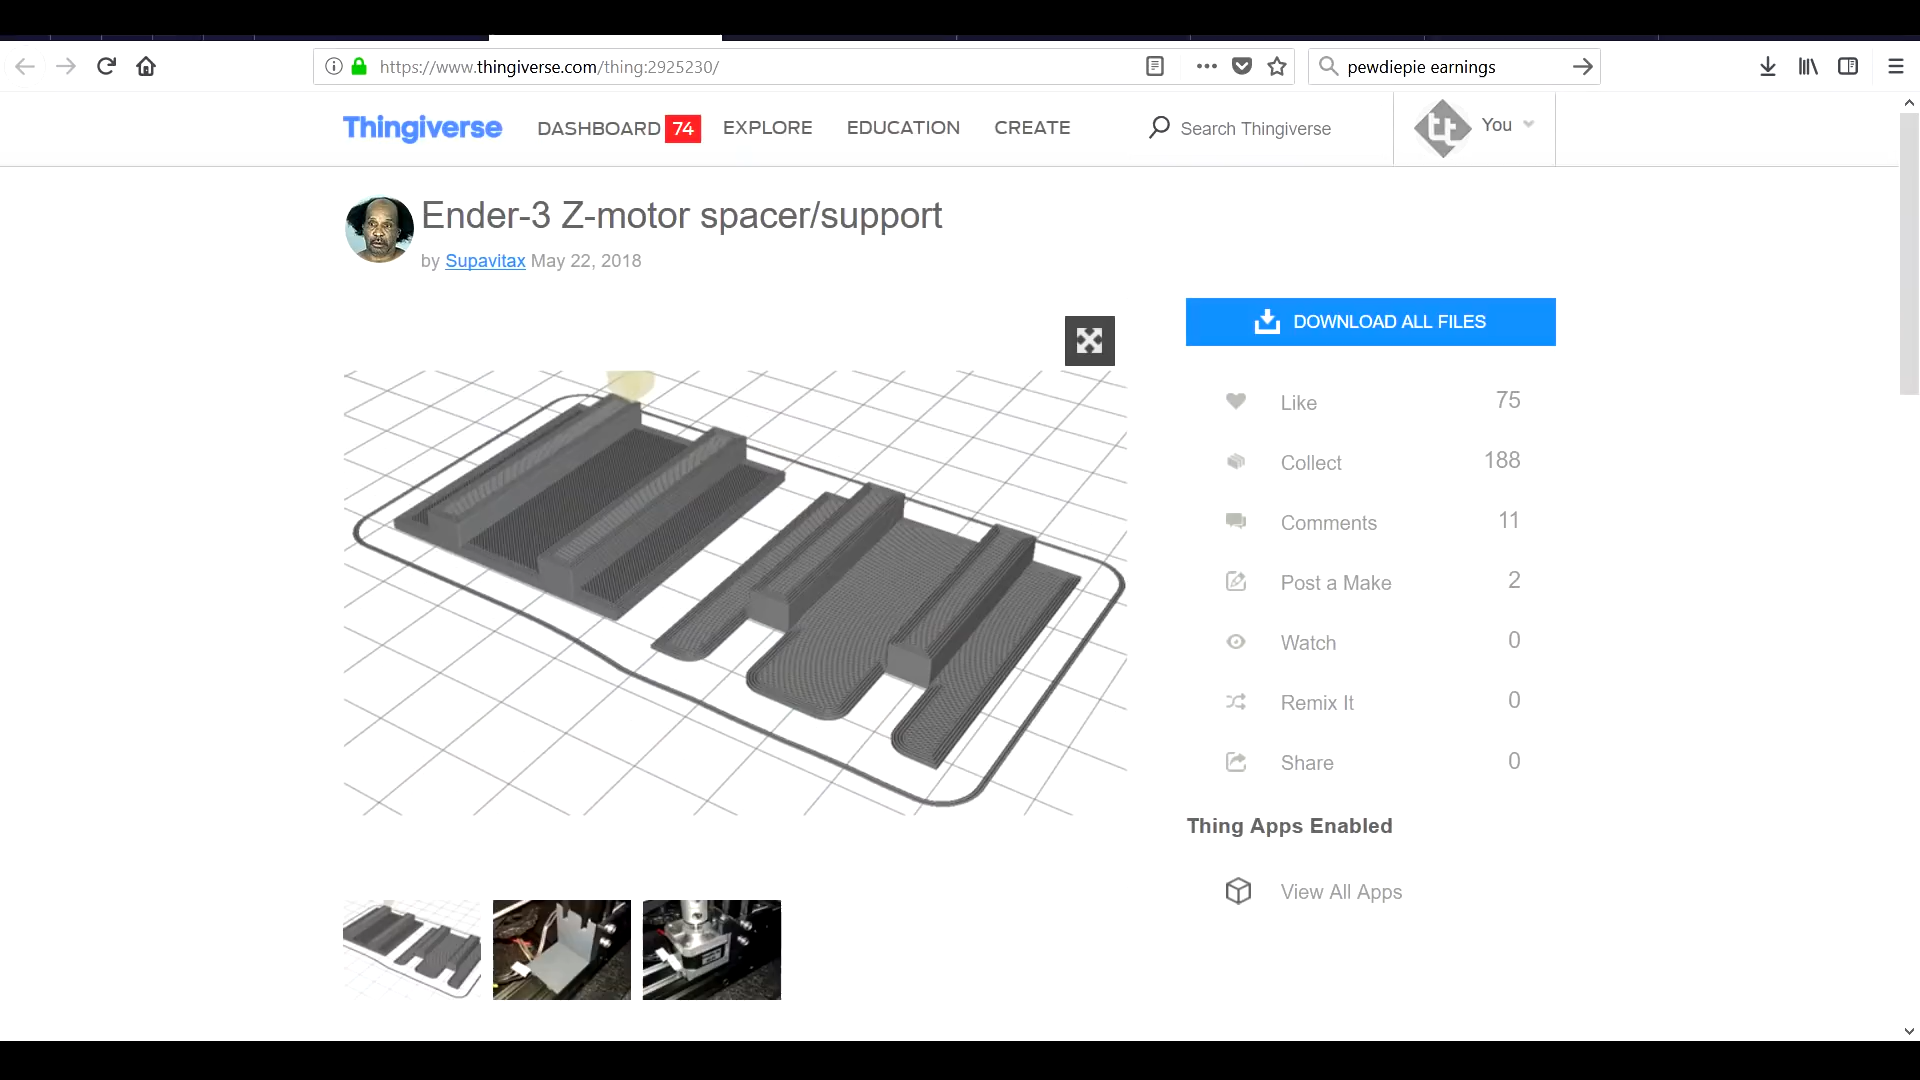 https://www.thingiverse.com/thing:2925230/
pewdiepie earnings
Thingiverse
DASHBOARD 74
EXPLORE
EDUCATION
CREATE
Search Thingiverse
You
Ender-3 Z-motor spacer/support
by Supavitax May 22, 2018
DOWNLOAD ALL FILES
Like 75
Collect 188
Comments 11
Post a Make 2
Watch 0
Remix It 0
Share 0
Thing Apps Enabled
View All Apps